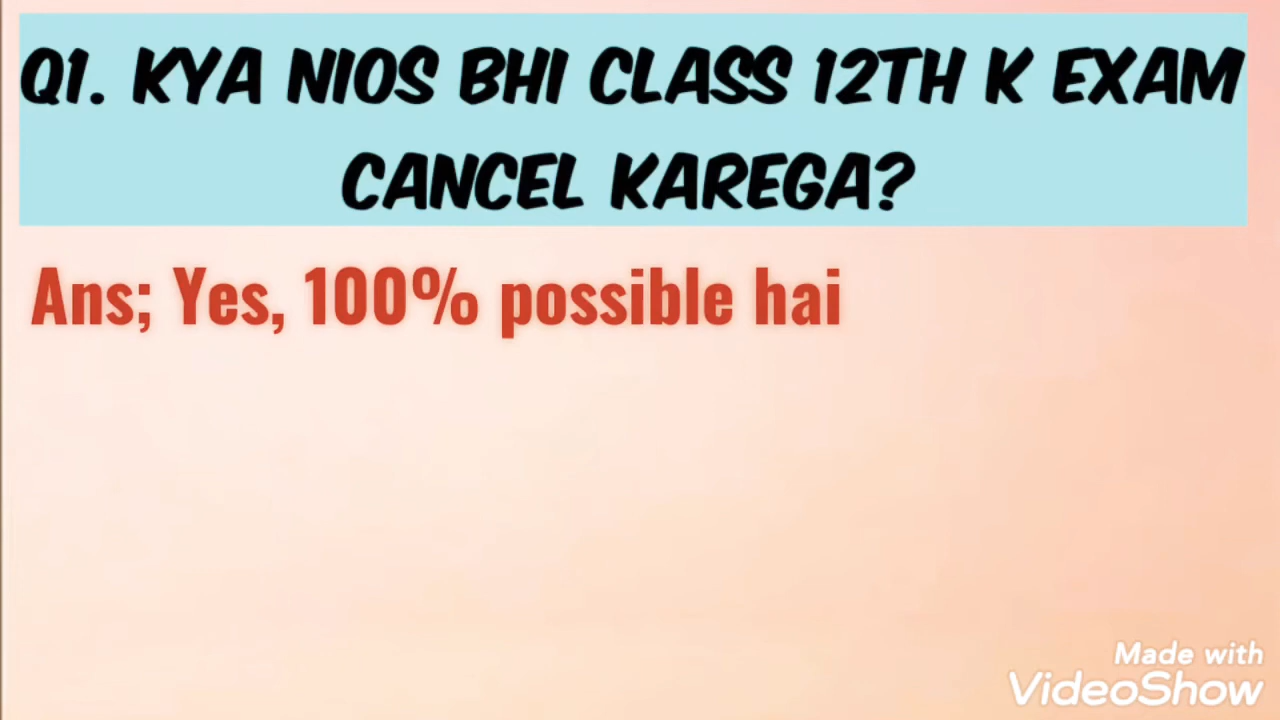 Q1. KYA NIOS BHI CLASS 12TH K EXAM
CANCEL KAREGA?
Ans; Yes, 100% possible hai
Made with
VideoShow